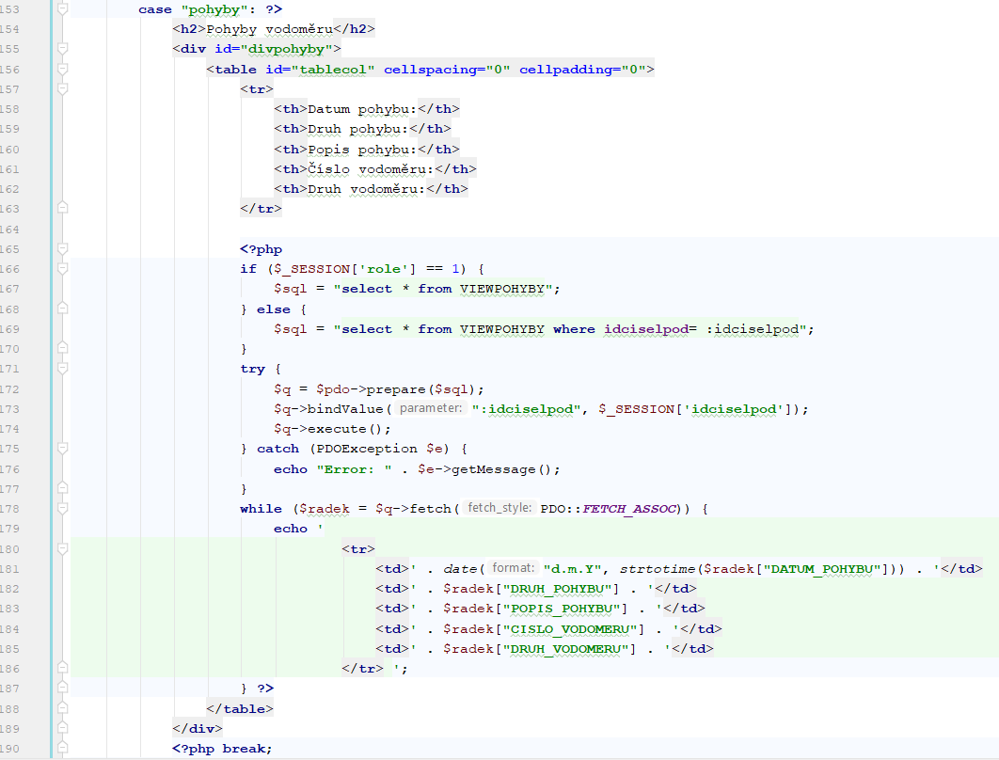 153 case "pohyby": ?>
154 <h2>Pohyby vodoměru</h2>
155 <div id="divpohyby">
156 <table id="tablecol" cellspacing="0" cellpadding="0">
157 <tr>
158 <th>Datum pohybu:</th>
159 <th>Druh pohybu:</th>
160 <th>Popis pohybu:</th>
161 <th>Číslo vodoměru:</th>
162 <th>Druh vodoměru:</th>
163 </tr>
164
165 <?php
166 if ($_SESSION['role'] == 1) {
167 $sql = "select * from VIEWPOHYBY";
168 } else {
169 $sql = "select * from VIEWPOHYBY where idciselpod= :idciselpod";
170 }
171 try {
172 $q = $pdo->prepare($sql);
173 $q->bindValue( parameter: ":idciselpod", $_SESSION['idciselpod']);
174 $q->execute();
175 } catch (PDOException $e) {
176 echo "Error: " . $e->getMessage();
177 }
178 while ($radek = $q->fetch( fetch_style: PDO::FETCH_ASSOC)) {
179 echo '
180 <tr>
181 <td>' . date( format: "d.m.Y", strtotime($radek["DATUM_POHYBU"])) . '</td>
182 <td>' . $radek["DRUH_POHYBU"] . '</td>
183 <td>' . $radek["POPIS_POHYBU"] . '</td>
184 <td>' . $radek["CISLO_VODOMERU"] . '</td>
185 <td>' . $radek["DRUH_VODOMERU"] . '</td>
186 </tr> ';
187 } ?>
188 </table>
189 </div>
190 <?php break;